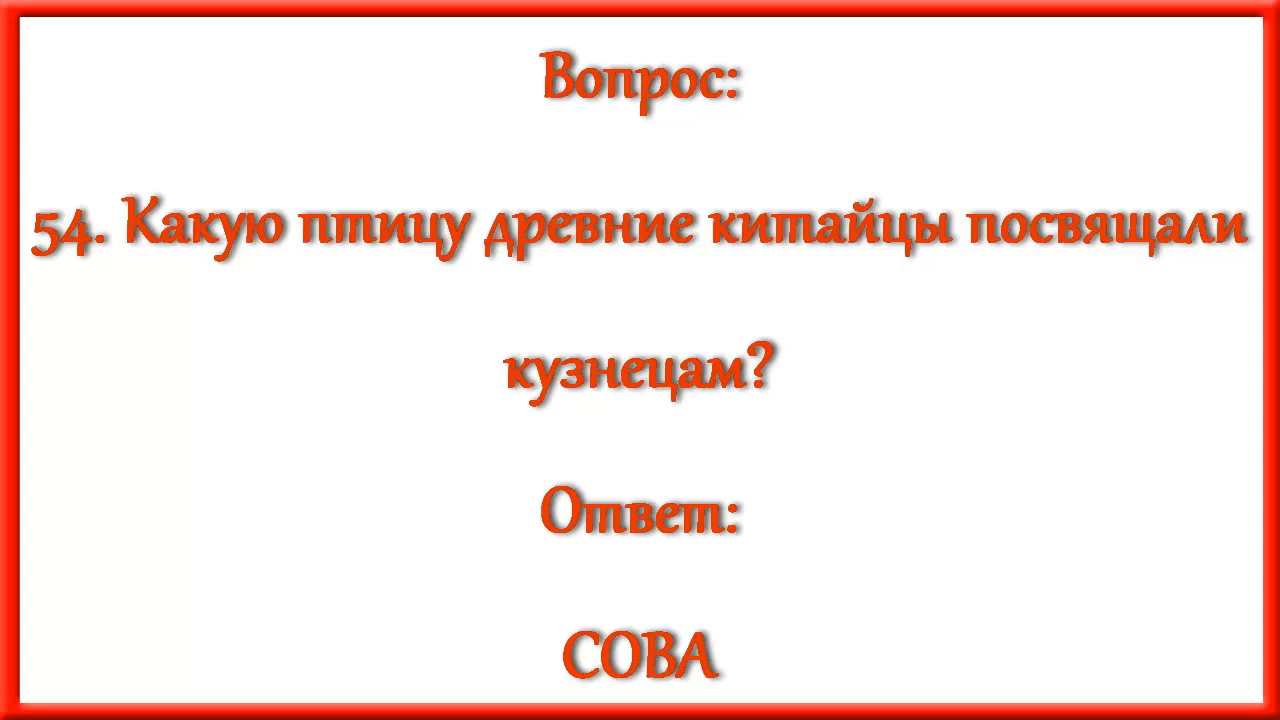 Вопрос:
54. Какую птицу древние китайцы посвящали
кузнецам?
Ответ:
СОВА